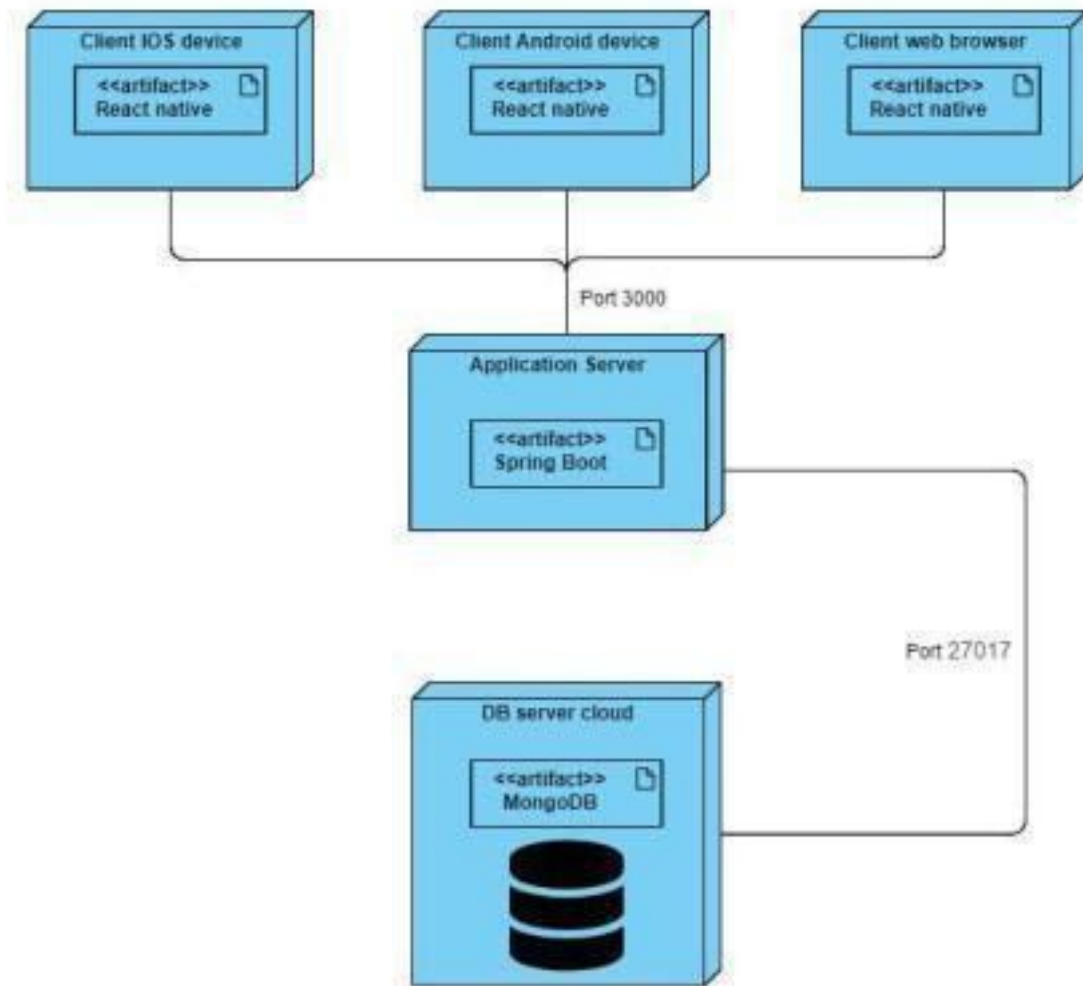 Client IOS device
<<artifact>>
React native
Client Android device
<<artifact>>
React native
Client web browser
<<artifact>>
React native
Port 3000
Application Server
<<artifact>>
Spring Boot
Port 27017
DB server cloud
<<artifact>>
MongoDB